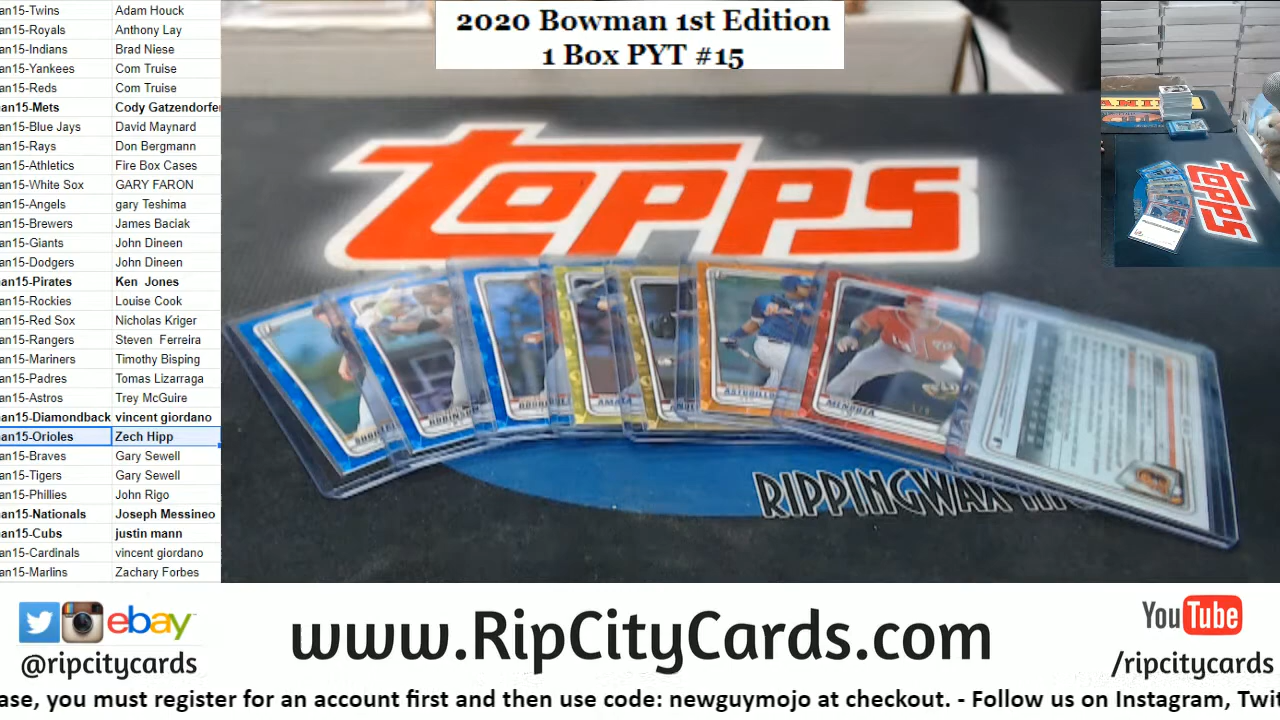 an15-Twins Adam Houck
an15-Royals Anthony Lay
an15-Indians Brad Niese
an15-Yankees Com Truise
an15-Reds Com Truise
an15-Mets Cody Gatzendorfer
an15-Blue Jays David Maynard
an15-Rays Don Bergmann
an15-Athletics Fire Box Cases
an15-White Sox GARY FARON
an15-Angels gary Teshima
an15-Brewers James Baciak
an15-Giants John Dineen
an15-Dodgers John Dineen
an15-Pirates Ken Jones
an15-Rockies Louise Cook
an15-Red Sox Nicholas Kriger
an15-Rangers Steven Ferreira
an15-Mariners Timothy Bisping
an15-Padres Tomas Lizarraga
an15-Astros Trey McGuire
an15-Diamondback vincent giordano
an15-Orioles Zech Hipp
an15-Braves Gary Sewell
an15-Tigers Gary Sewell
an15-Phillies John Rigo
an15-Nationals Joseph Messineo
an15-Cubs justin mann
an15-Cardinals vincent giordano
an15-Marlins Zachary Forbes
2020 Bowman 1st Edition
1 Box PYT #15
topps
ROBINSON
AMAYA
ASTUDILLO
MENDOZA
RIPPINGWAX
topps
ebay
@ripcitycards
www.RipCityCards.com
YouTube
/ripcitycards
ase, you must register for an account first and then use code: newguymojo at checkout. - Follow us on Instagram, Twit